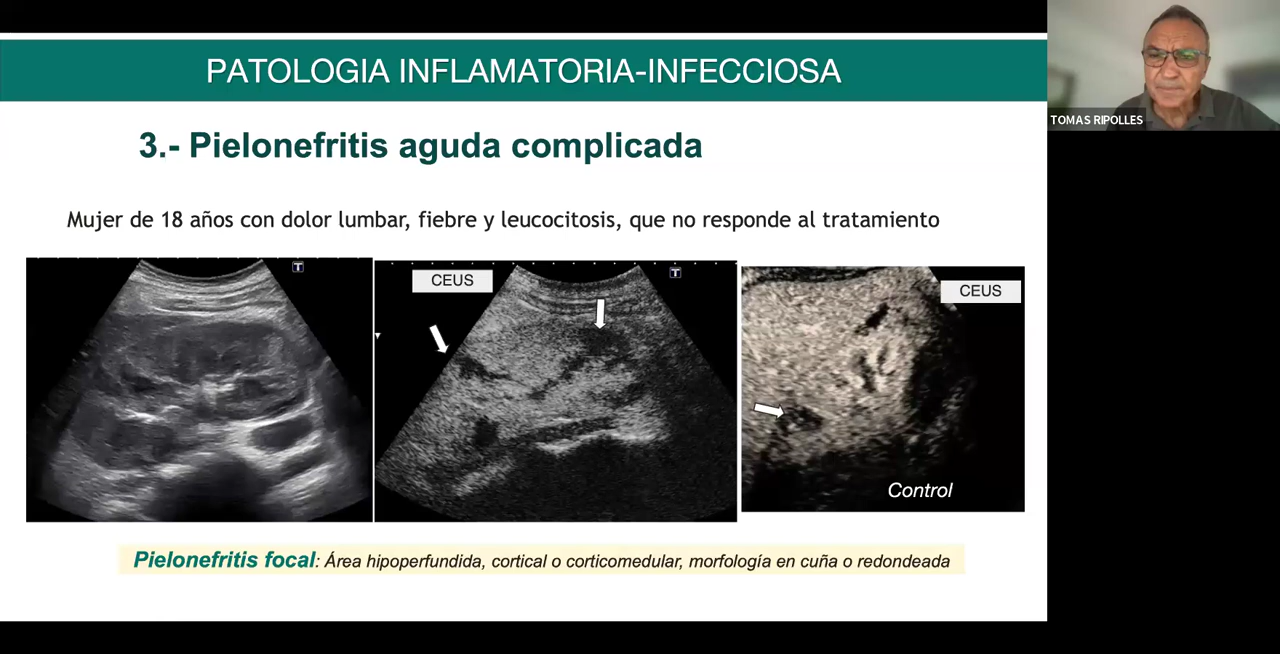 PATOLOGIA INFLAMATORIA-INFECCIOSA
TOMAS RIPOLLES
3.- Pielonefritis aguda complicada
Mujer de 18 años con dolor lumbar, fiebre y leucocitosis, que no responde al tratamiento
T
CEUS
T
CEUS
Control
Pielonefritis focal: Área hipoperfundida, cortical o corticomedular, morfología en cuña o redondeada